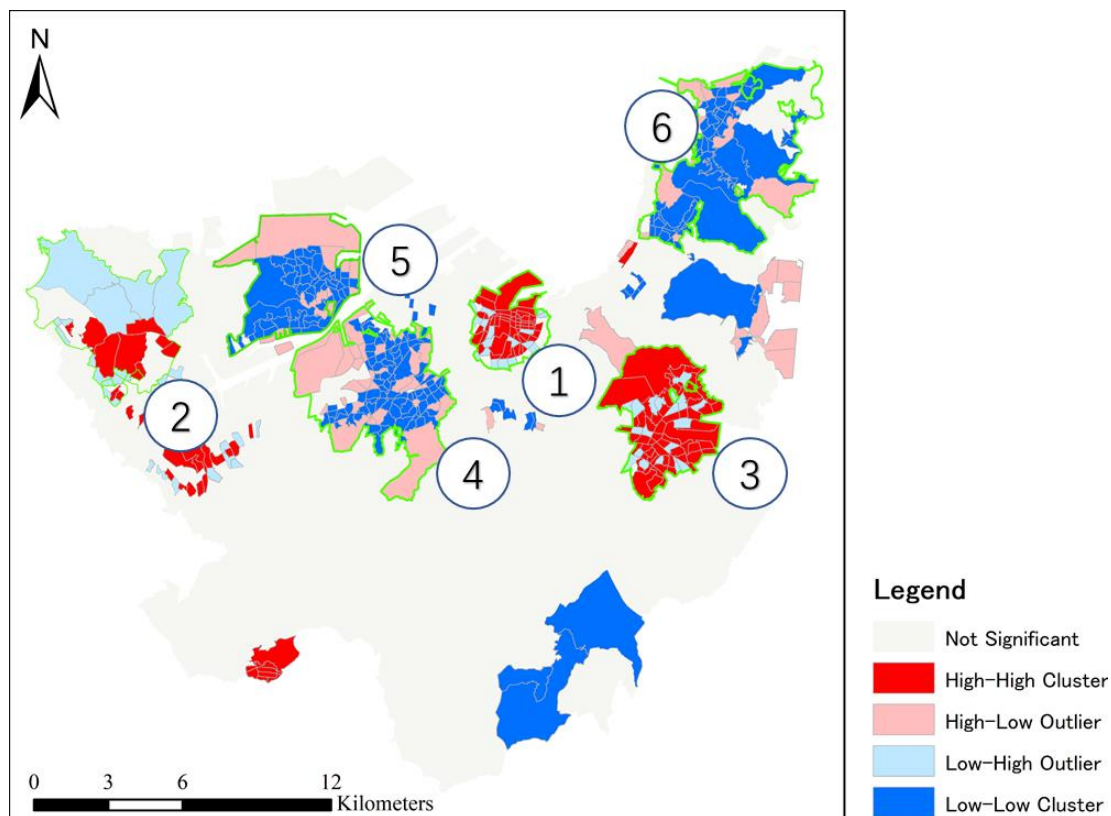 N
6
5
1
2
4
3
Legend
Not Significant
High-High Cluster
High-Low Outlier
Low-High Outlier
Low-Low Cluster
0 3 6 12
Kilometers